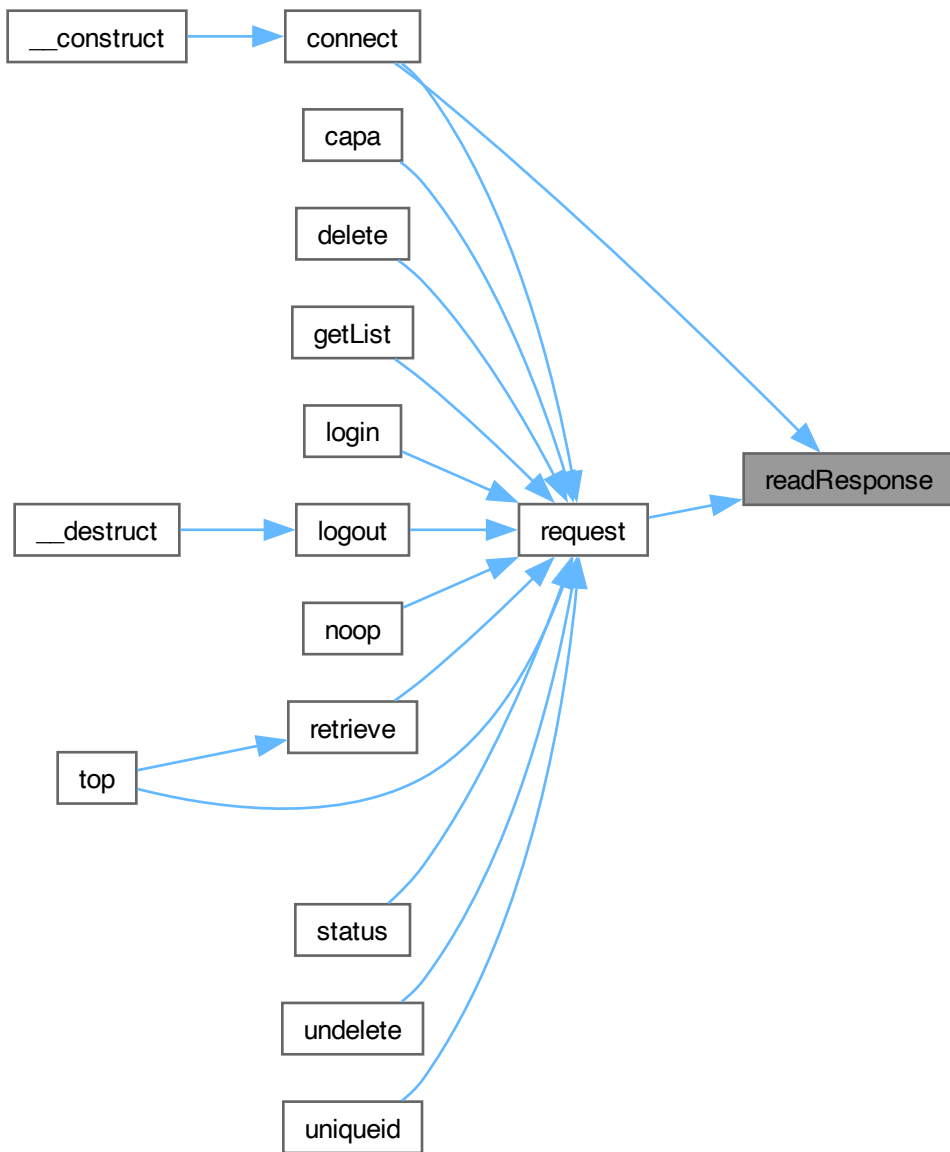 __construct
connect
capa
delete
getList
login
readResponse
__destruct
logout
request
noop
retrieve
top
status
undelete
uniqueid